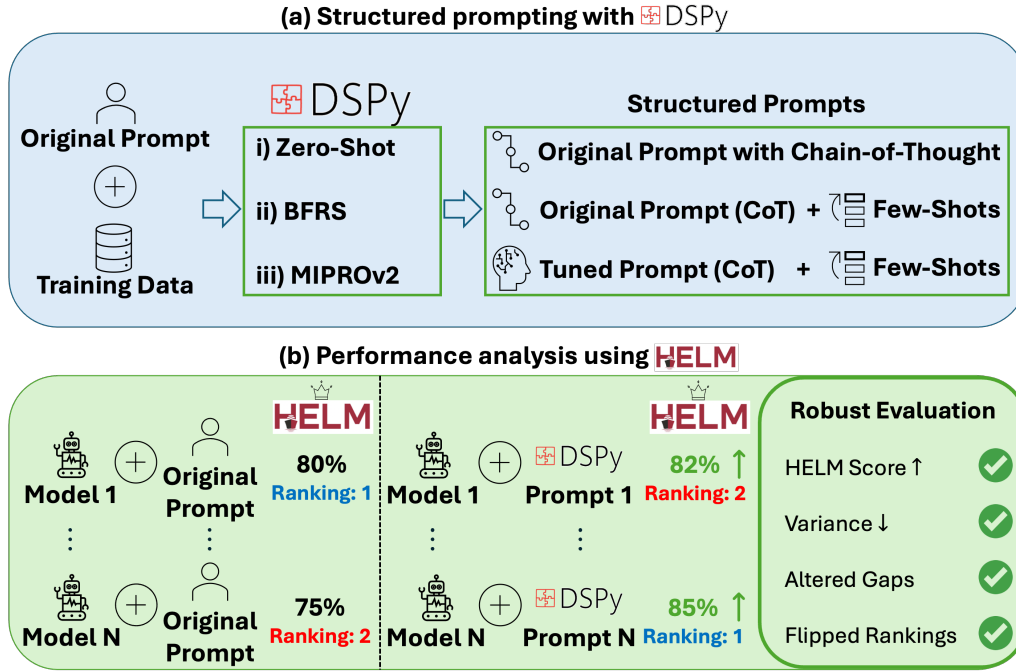 (a) Structured prompting with DSPy
Original Prompt
Training Data
DSPy
i) Zero-Shot
ii) BFRS
iii) MIPROv2
Structured Prompts
Original Prompt with Chain-of-Thought
Original Prompt (CoT) + Few-Shots
Tuned Prompt (CoT) + Few-Shots
(b) Performance analysis using HELM
HELM
Model 1
Original
Prompt
80%
Ranking: 1
Model N
Original
Prompt
75%
Ranking: 2
HELM
Model 1
DSPy
Prompt 1
82% ↑
Ranking: 2
Model N
DSPy
Prompt N
85% ↑
Ranking: 1
Robust Evaluation
HELM Score ↑
Variance ↓
Altered Gaps
Flipped Rankings